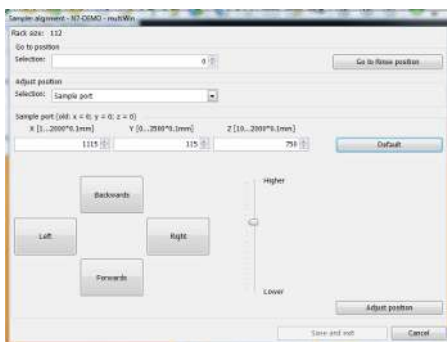 Sampler alignment - N7-DEMO - multiWin
Rack size: 112
Go to position
Selection: 0 Go to Rinse position
Adjust position
Selection: Sample port
Sample port (old: x = 0; y = 0; z = 0)
X [1...2000*0.1mm] Y [0...2500*0.1mm] Z [10...2000*0.1mm]
1115 115 750 Default
Backwards Higher
Left Right
Forwards
Lower
Adjust position
Save and exit Cancel